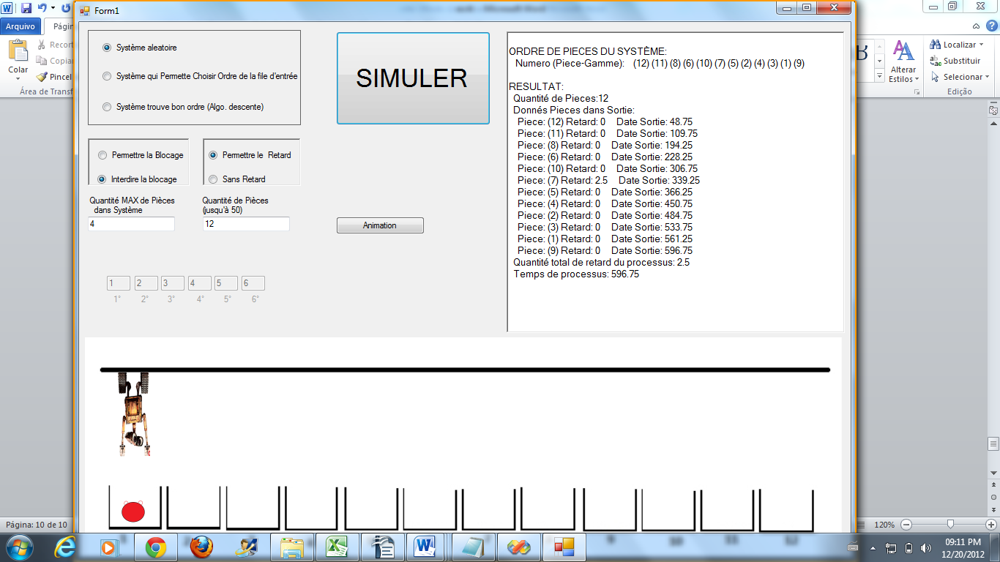 Form1
Arquivo
Págin
Recort
Copiar
Pincel
Colar
Área de Transf
Système aleatoire
Système qui Permette Choisir Ordre de la file d'entrée
Système trouve bon ordre (Algo. descente)
SIMULER
Permettre la Blocage
Interdire la blocage
Permettre le Retard
Sans Retard
Quantité MAX de Pièces
dans Système
4
Quantité de Pièces
(jusqu'à 50)
12
Animation
1 2 3 4 5 6
1° 2° 3° 4° 5° 6°
ORDRE DE PIECES DU SYSTÈME:
Numero (Piece-Gamme): (12) (11) (8) (6) (10) (7) (5) (2) (4) (3) (1) (9)
RESULTAT:
Quantité de Pieces:12
Donnés Pieces dans Sortie:
Piece: (12) Retard: 0 Date Sortie: 48.75
Piece: (11) Retard: 0 Date Sortie: 109.75
Piece: (8) Retard: 0 Date Sortie: 194.25
Piece: (6) Retard: 0 Date Sortie: 228.25
Piece: (10) Retard: 0 Date Sortie: 306.75
Piece: (7) Retard: 2.5 Date Sortie: 339.25
Piece: (5) Retard: 0 Date Sortie: 366.25
Piece: (4) Retard: 0 Date Sortie: 450.75
Piece: (2) Retard: 0 Date Sortie: 484.75
Piece: (3) Retard: 0 Date Sortie: 533.75
Piece: (1) Retard: 0 Date Sortie: 561.25
Piece: (9) Retard: 0 Date Sortie: 596.75
Quantité total de retard du processus: 2.5
Temps de processus: 596.75
Alterar
Estilos
Localizar
Substituir
Selecionar
Edição
Página: 10 de 10
120%
9 10 11 12
09:11 PM
12/20/2012